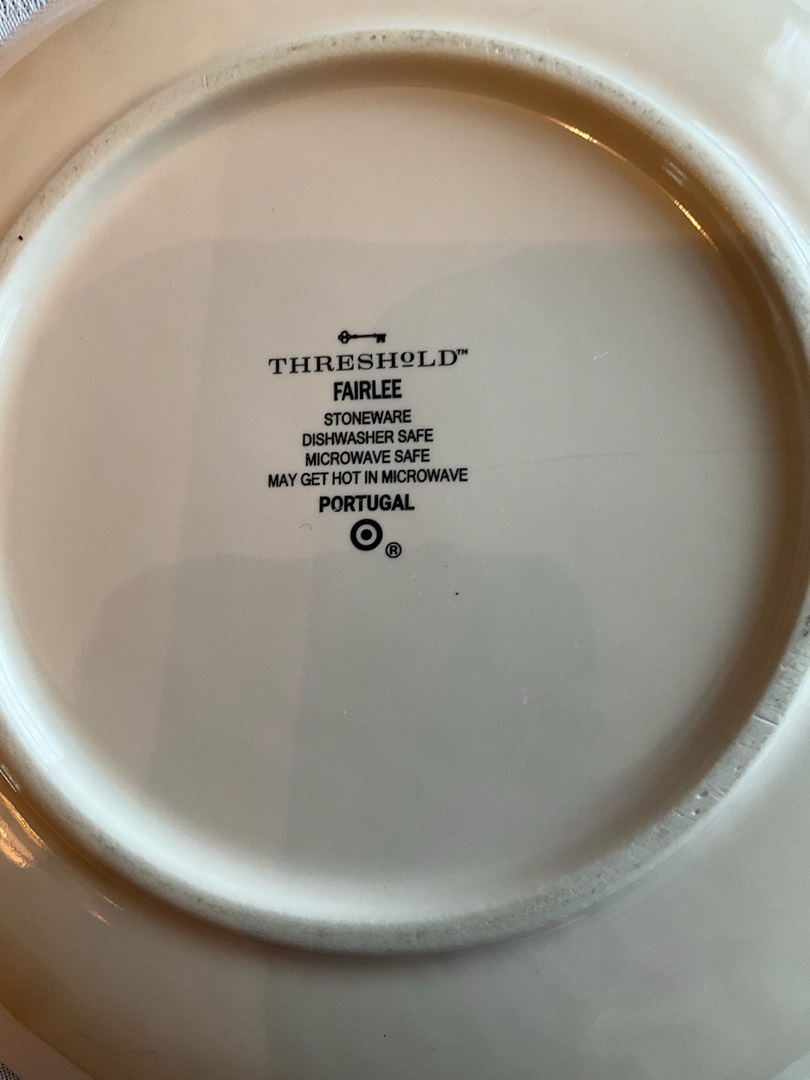 THRESHOLD™
FAIRLEE
STONEWARE
DISHWASHER SAFE
MICROWAVE SAFE
MAY GET HOT IN MICROWAVE
PORTUGAL
®